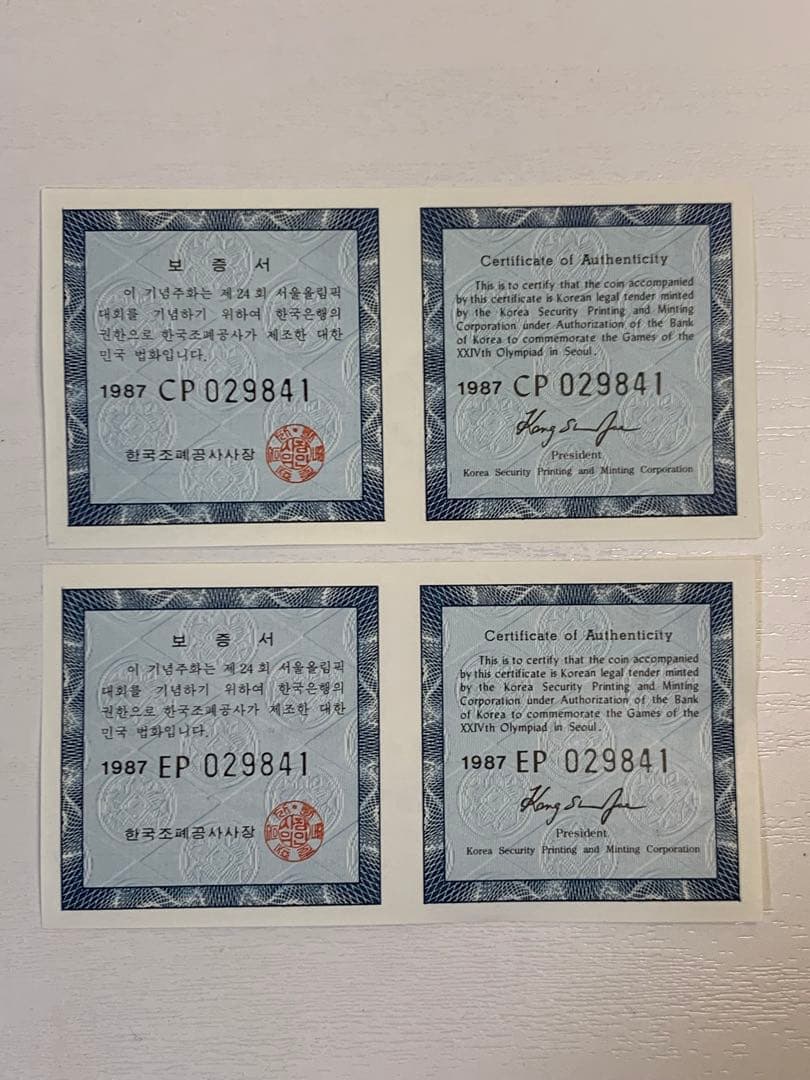 보 증 서
이 기념주화는 제24회 서울올림픽
대회를 기념하기 위하여 한국은행의
권한으로 한국조폐공사가 제조한 대한
민국 법화입니다.
1987 CP 029841
한국조폐공사사장
Certificate of Authenticity
This is to certify that the coin accompanied
by this certificate is Korean legal tender minted
by the Korea Security Printing and Minting
Corporation under Authorization of the Bank
of Korea to commemorate the Games of the
XXIVth Olympiad in Seoul.
1987 CP 029841
President
Korea Security Printing and Minting Corporation
보 증 서
이 기념주화는 제24회 서울올림픽
대회를 기념하기 위하여 한국은행의
권한으로 한국조폐공사가 제조한 대한
민국 법화입니다.
1987 EP 029841
한국조폐공사사장
Certificate of Authenticity
This is to certify that the coin accompanied
by this certificate is Korean legal tender minted
by the Korea Security Printing and Minting
Corporation under Authorization of the Bank
of Korea to commemorate the Games of the
XXIVth Olympiad in Seoul.
1987 EP 029841
President
Korea Security Printing and Minting Corporation